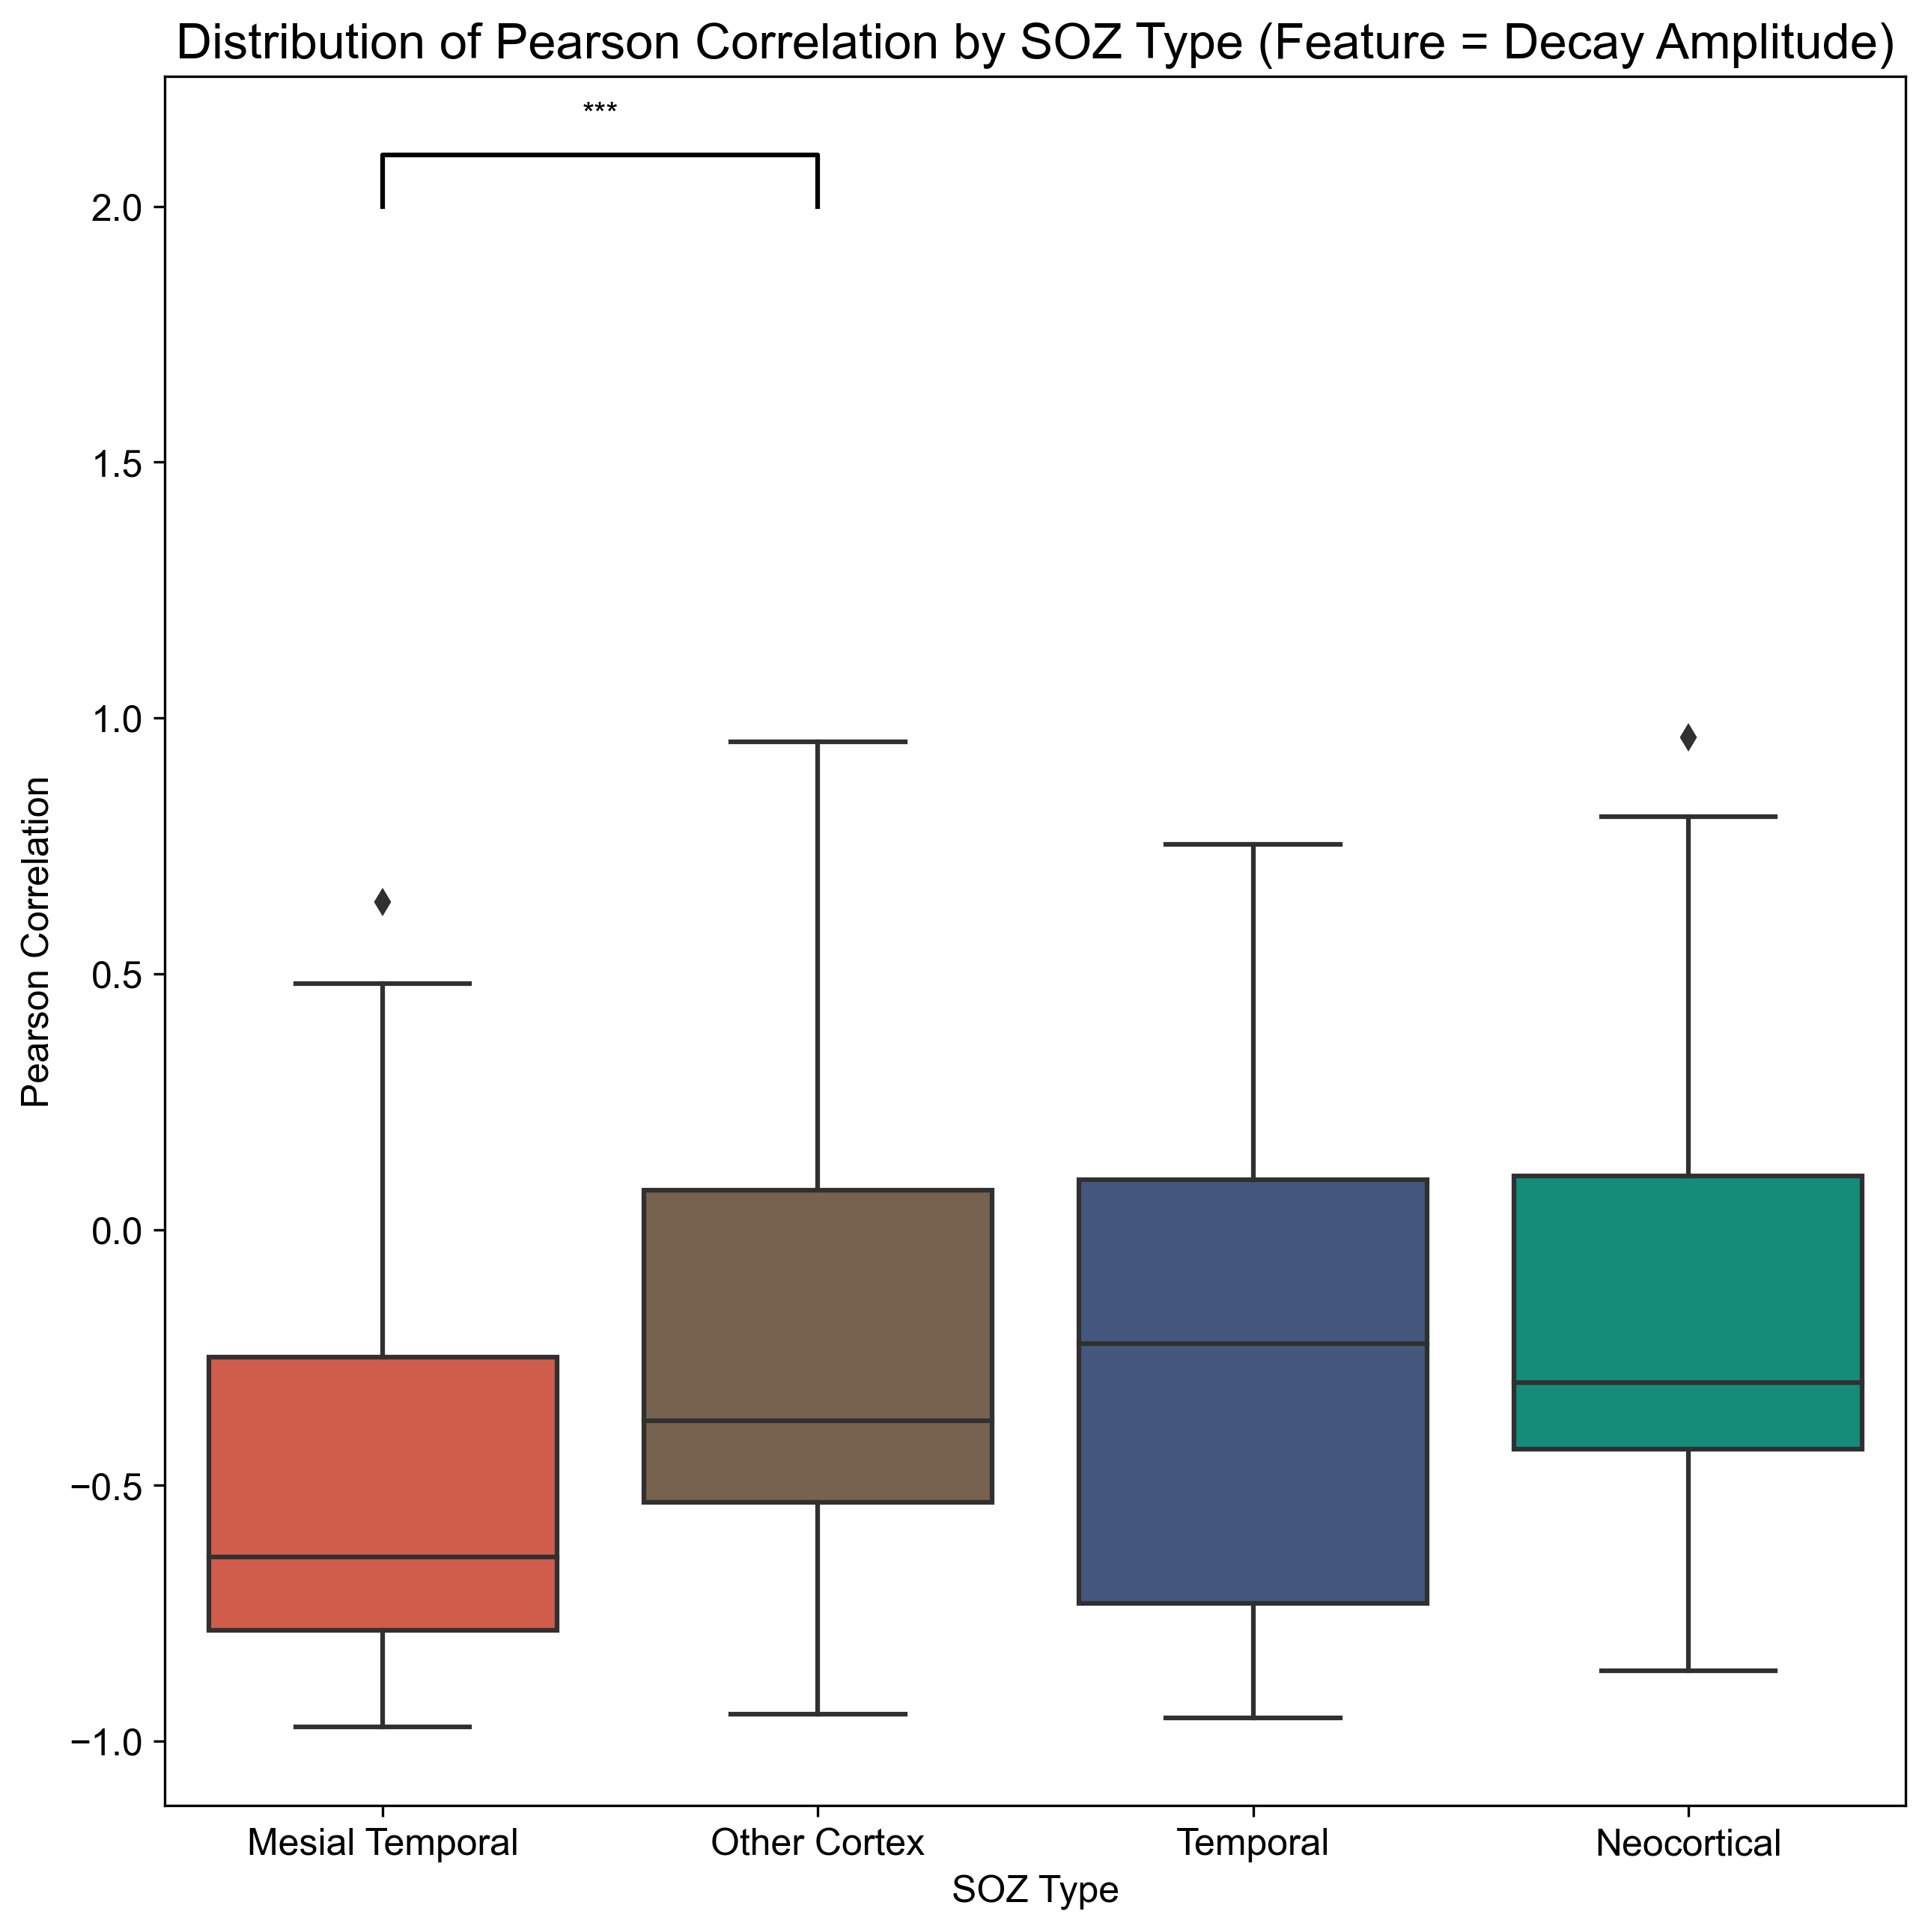 Distribution of Pearson Correlation by SOZ Type (Feature = Decay Amplitude)
***
2.0
1.5
1.0
0.5
0.0
−0.5
−1.0
Pearson Correlation
Mesial Temporal
Other Cortex
Temporal
Neocortical
SOZ Type